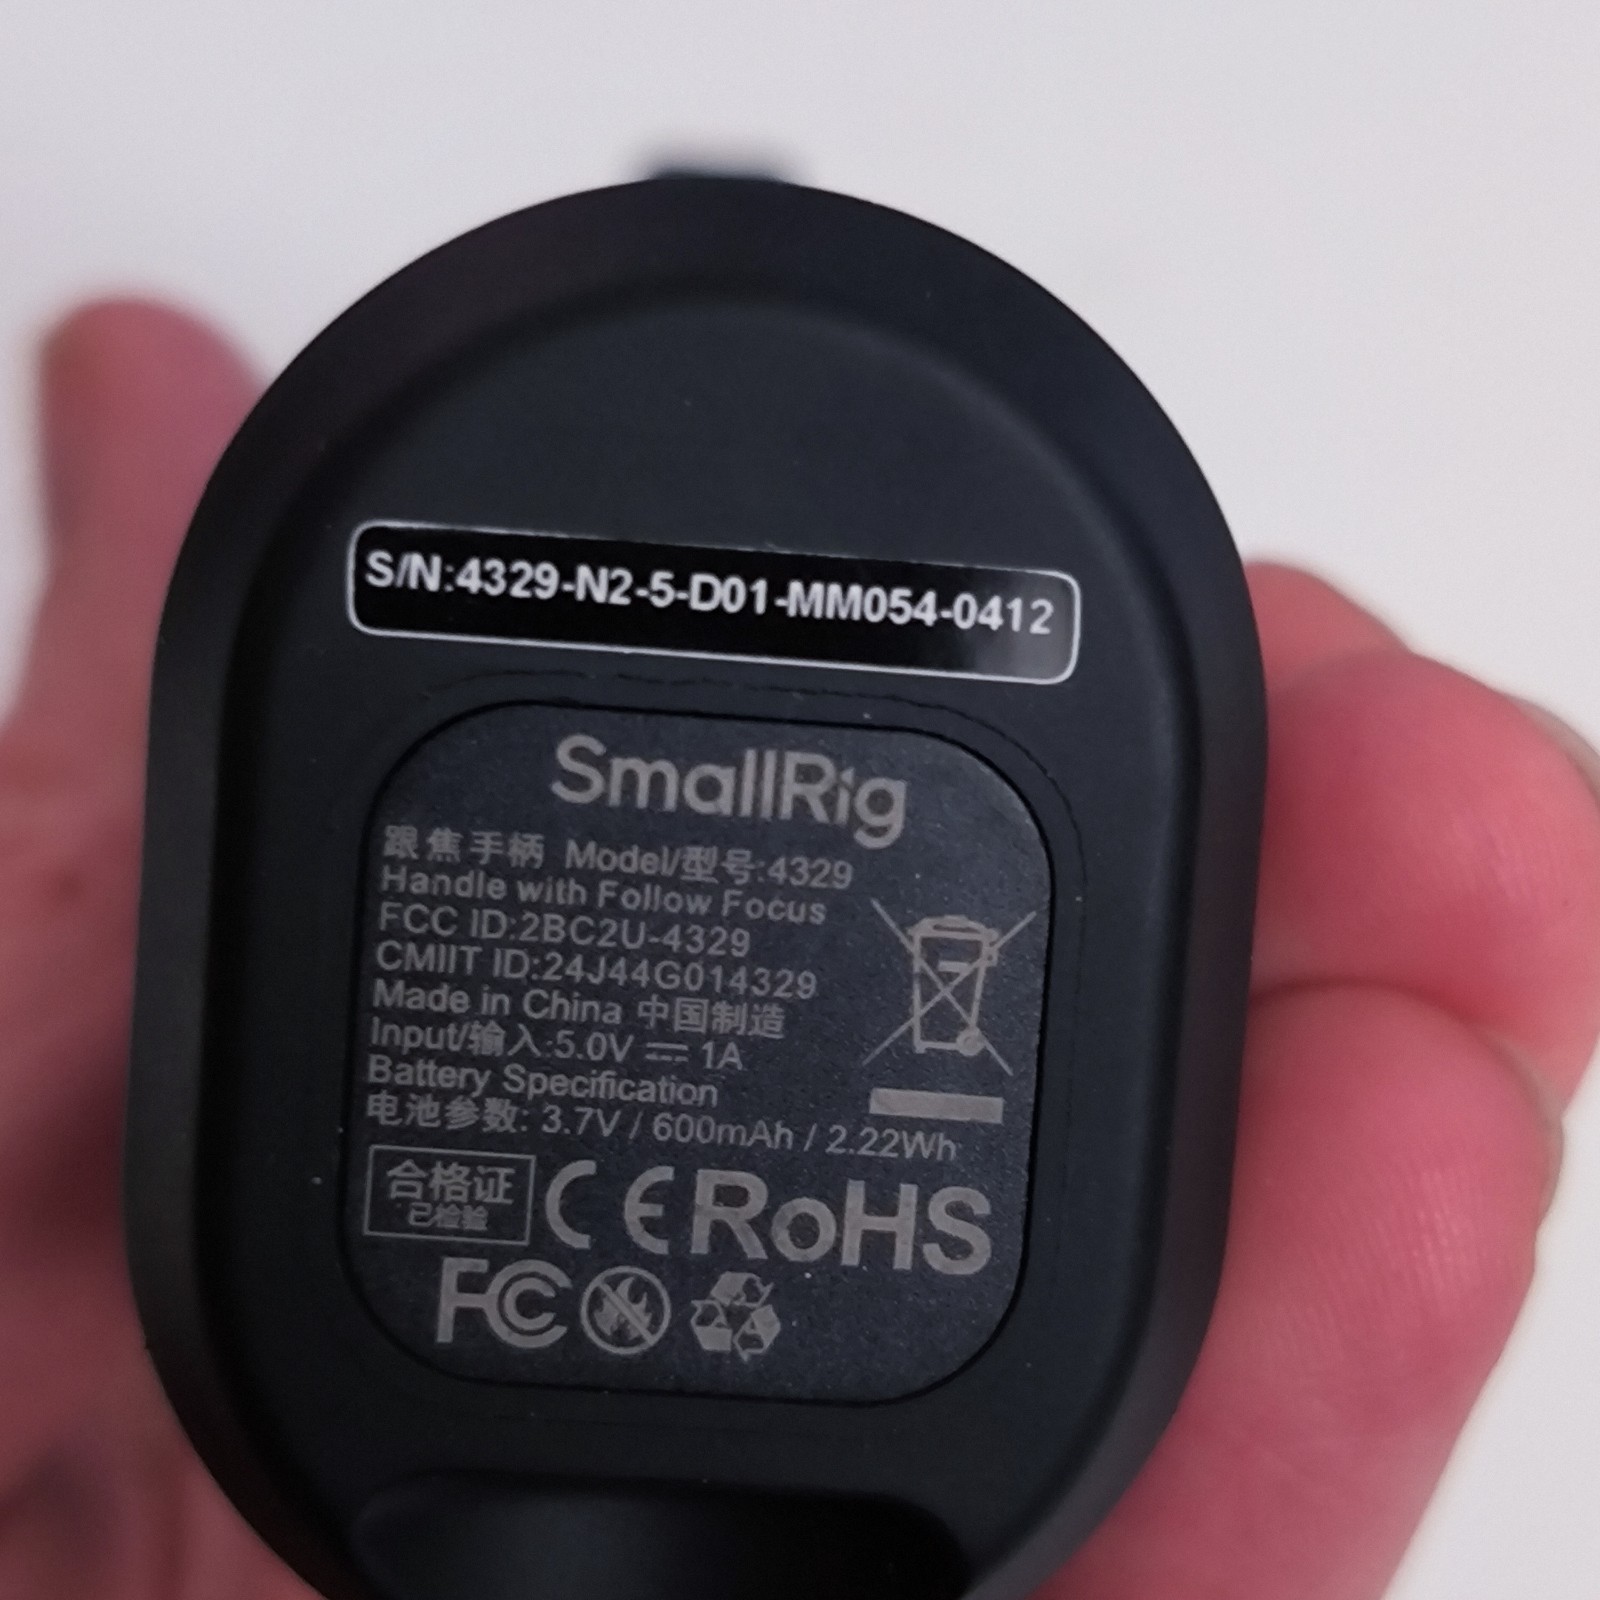 S/N:4329-N2-5-D01-MM054-0412
SmallRig
跟焦手柄 Model/型号:4329
Handle with Follow Focus
FCC ID:2BC2U-4329
CMIIT ID:24J44G014329
Made in China 中国制造
Input/输入:5.0V ⎓ 1A
Battery Specification
电池参数: 3.7V / 600mAh / 2.22Wh
合格证
已检验
CE RoHS
FC